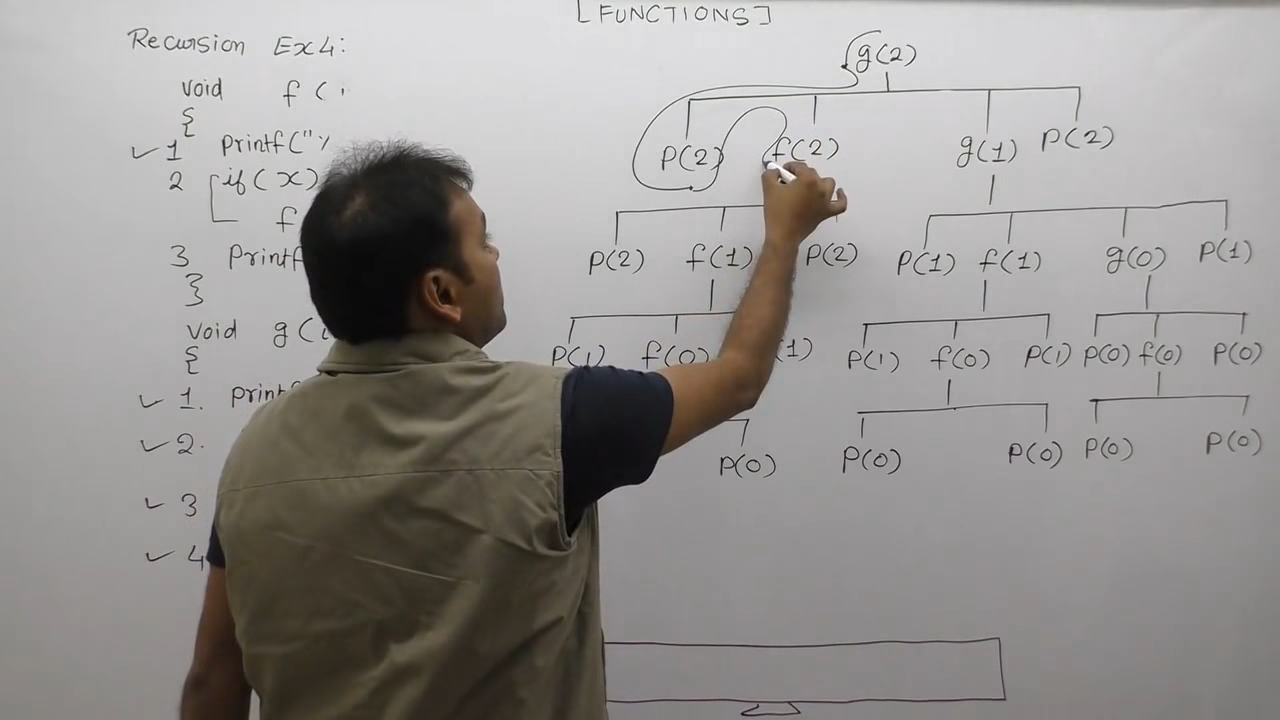 [FUNCTIONS]
Recursion Ex4:
void f(
{
1 printf("
2 if(x)
f
3 printf
}
void g(
{
1. print
2.
3
4
g(2)
P(2) f(2) g(1) P(2)
P(2) f(1) P(2) P(1) f(1) g(0) P(1)
P(1) f(0) (1) P(1) f(0) P(1) P(0) f(0) P(0)
P(0) P(0) P(0) P(0) P(0)